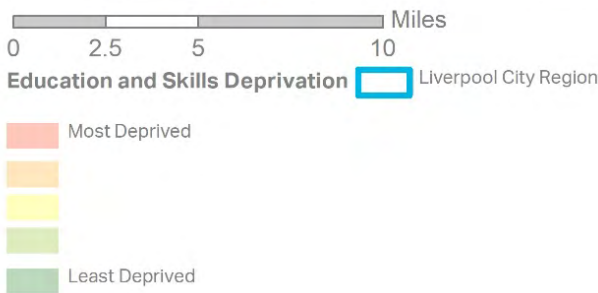 Miles
0 2.5 5 10
Education and Skills Deprivation Liverpool City Region
Most Deprived
Least Deprived